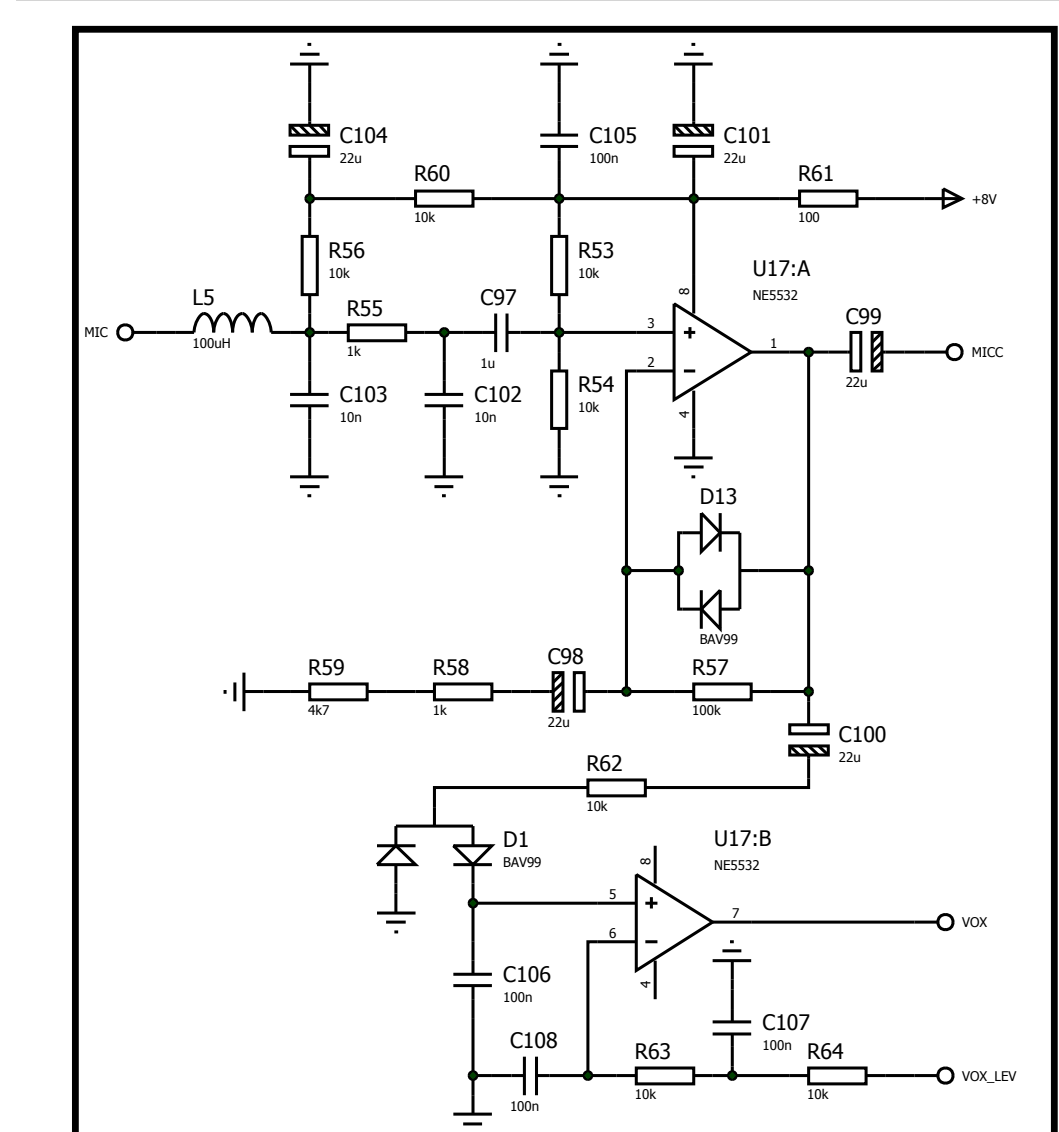 C104
22u
C105
100n
C101
22u
R60
10k
R61
100
+8V
R56
10k
R53
10k
U17:A
NE5532
8
L5
100uH
MIC
R55
1k
C97
1u
3
+
2
−
1
4
C99
22u
MICC
C103
10n
C102
10n
R54
10k
D13
BAV99
R59
4k7
R58
1k
C98
22u
R57
100k
C100
22u
R62
10k
D1
BAV99
U17:B
NE5532
8
5
+
6
−
7
4
VOX
C106
100n
C107
100n
C108
100n
R63
10k
R64
10k
VOX_LEV